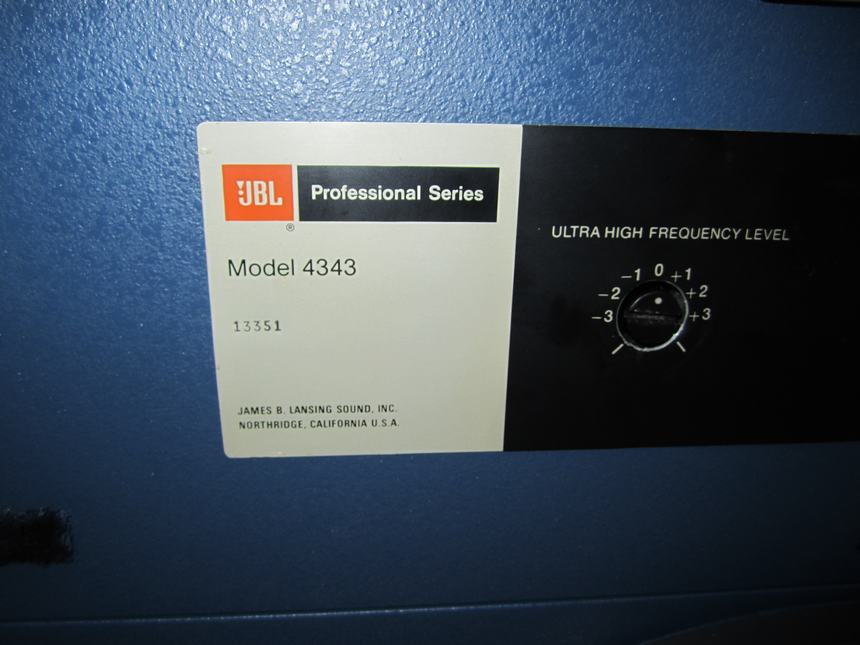 JBL Professional Series
®
Model 4343
13351
JAMES B. LANSING SOUND, INC.
NORTHRIDGE, CALIFORNIA U.S.A.
ULTRA HIGH FREQUENCY LEVEL
-1 0 +1
-2 +2
-3 +3